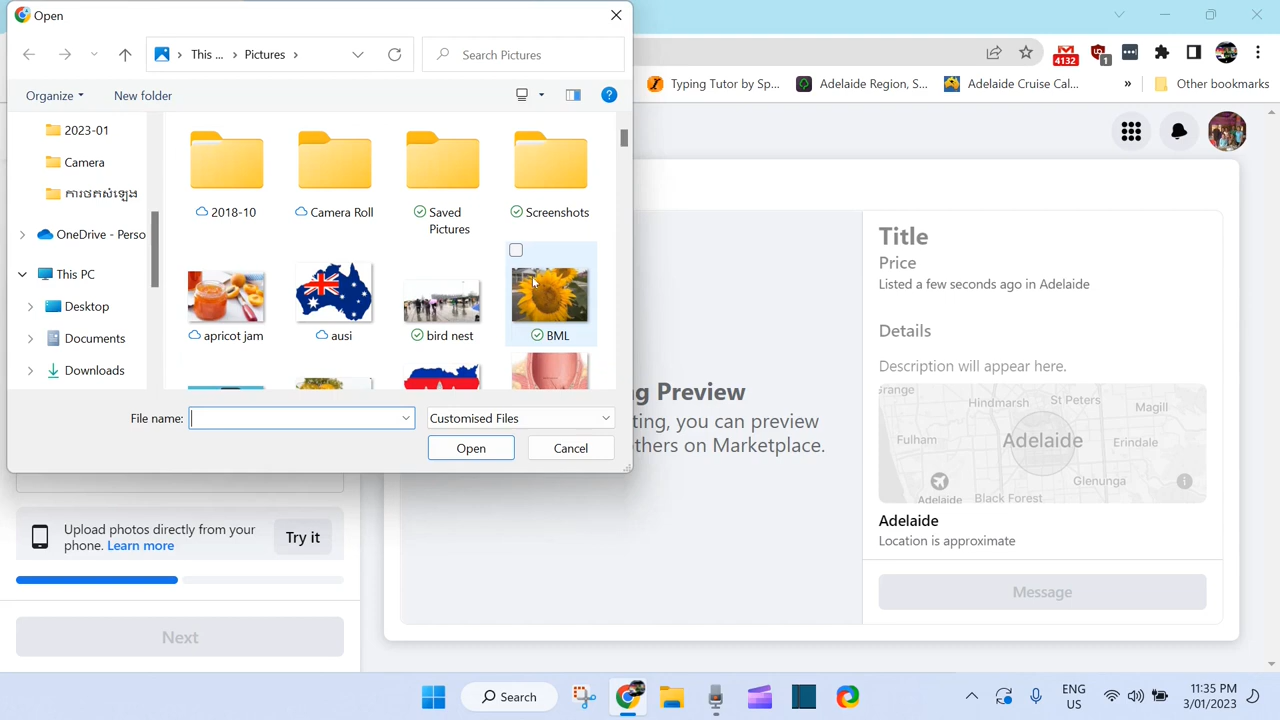 Open
This ...
Pictures
Search Pictures
Organize
New folder
4132
1
Typing Tutor by Sp...
Adelaide Region, S...
Adelaide Cruise Cal...
»
Other bookmarks
2023-01
Camera
ការថតសំឡេង
OneDrive - Perso
This PC
Desktop
Documents
Downloads
2018-10
Camera Roll
Saved
Pictures
Screenshots
apricot jam
ausi
bird nest
BML
File name:
Customised Files
Open
Cancel
Title
Price
Listed a few seconds ago in Adelaide
Details
Description will appear here.
g Preview
ting, you can preview
thers on Marketplace.
range
Hindmarsh
St Peters
Magill
Fulham
Adelaide
Erindale
Glenunga
Adelaide
Black Forest
Adelaide
Location is approximate
Message
Upload photos directly from your
phone. Learn more
Try it
Next
Search
ENG
US
11:35 PM
3/01/2023